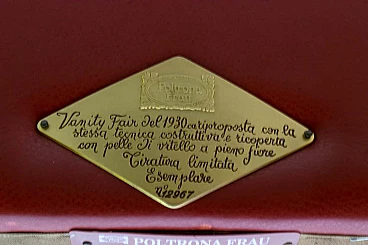 Poltrona
Frau
Vanity Fair del 1930 riproposta con la
stessa tecnica costruttiva e ricoperta
con pelle di vitello a pieno fiore
Tiratura limitata
Esemplare
n° 12967
POLTRONA FRAU